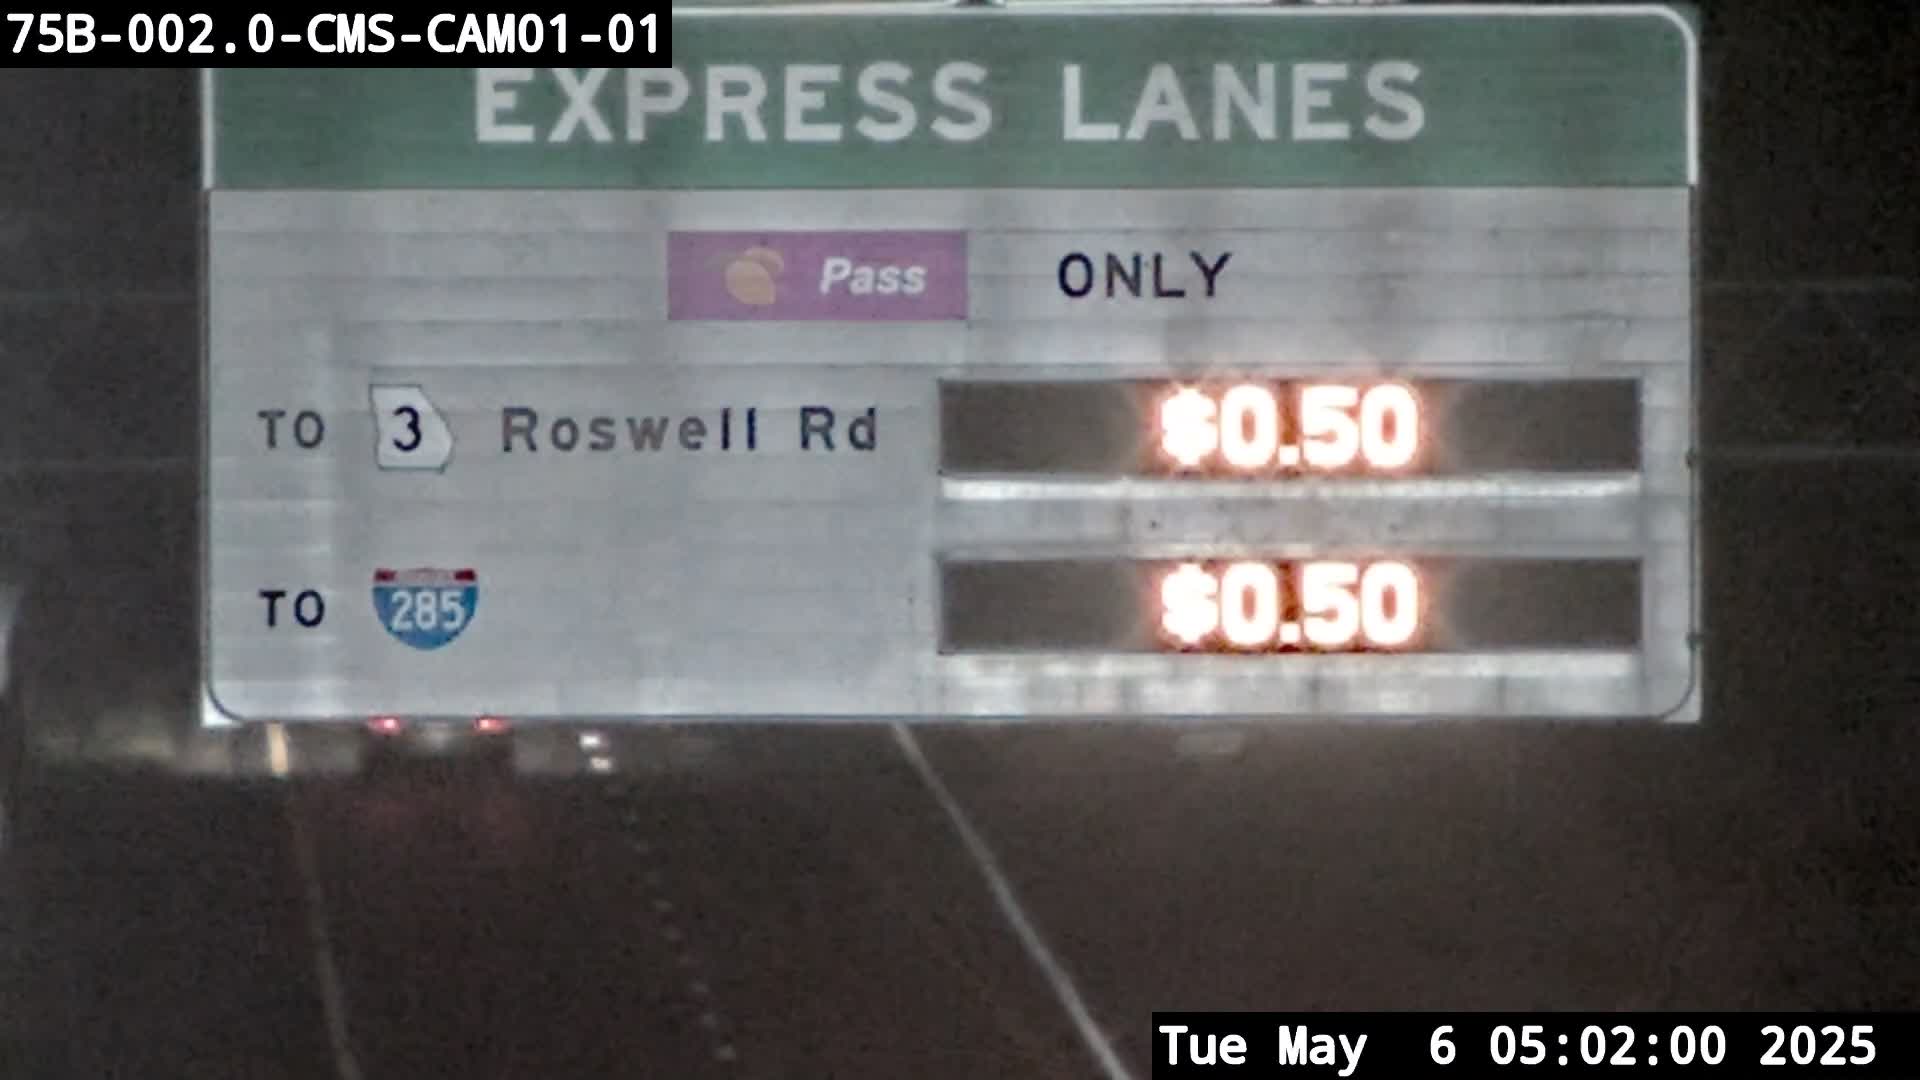 75B-002.0-CMS-CAM01-01
EXPRESS LANES
Pass ONLY
TO 3 Roswell Rd $0.50
TO 285 $0.50
Tue May 6 05:02:00 2025